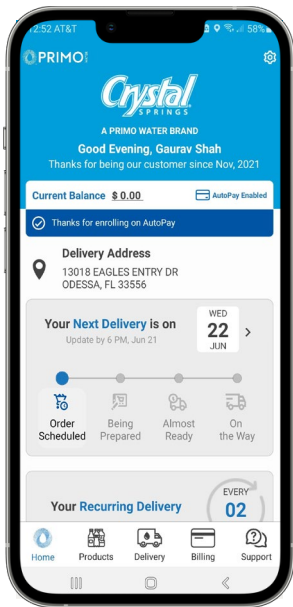 2:52 AT&T 58%
PRIMO
Crystal
SPRINGS
A PRIMO WATER BRAND
Good Evening, Gaurav Shah
Thanks for being our customer since Nov, 2021
Current Balance $ 0.00 AutoPay Enabled
Thanks for enrolling on AutoPay
Delivery Address
13018 EAGLES ENTRY DR
ODESSA, FL 33556
Your Next Delivery is on
Update by 6 PM, Jun 21
WED
22
JUN
Order Scheduled
Being Prepared
Almost Ready
On the Way
Your Recurring Delivery
EVERY
02
Home Products Delivery Billing Support